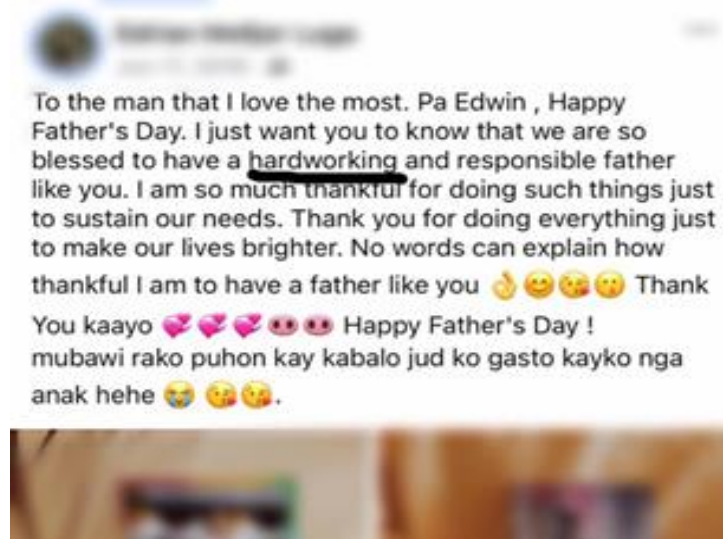 To the man that I love the most. Pa Edwin , Happy
Father's Day. I just want you to know that we are so
blessed to have a hardworking and responsible father
like you. I am so much thankful for doing such things just
to sustain our needs. Thank you for doing everything just
to make our lives brighter. No words can explain how
thankful I am to have a father like you 👌😊😘😙 Thank
You kaayo 💞💞💞🐽🐽 Happy Father's Day !
mubawi rako puhon kay kabalo jud ko gasto kayko nga
anak hehe 😭 😘😘.